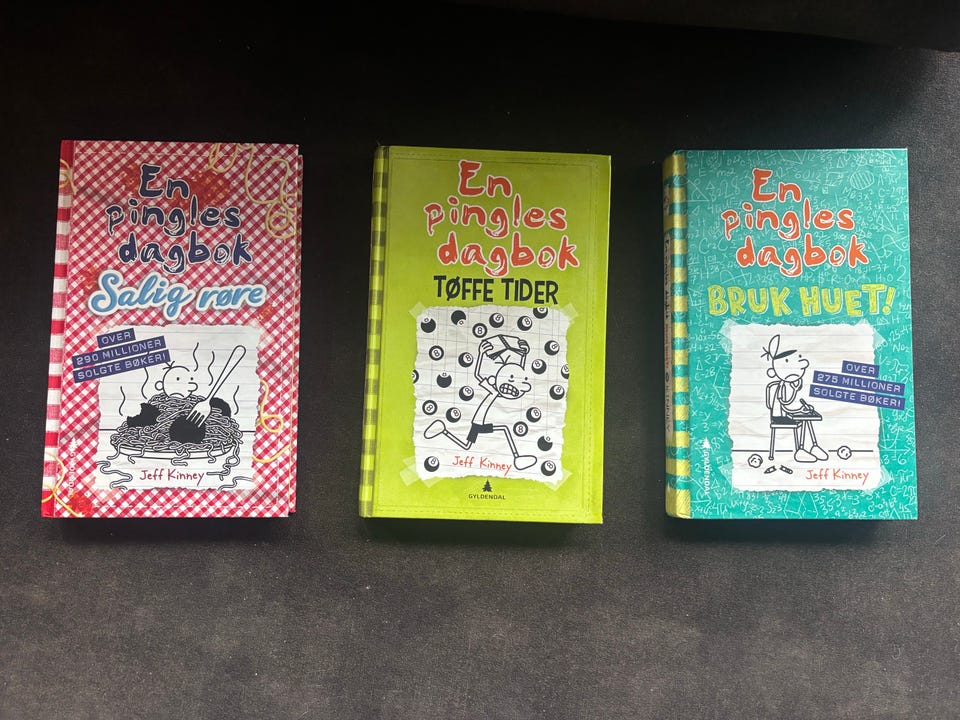 En
pingles
dagbok
Salig røre
OVER
290 MILLIONER
SOLGTE BØKER!
Jeff Kinney
En
pingles
dagbok
TØFFE TIDER
Jeff Kinney
GYLDENDAL
En
pingles
dagbok
BRUK HUET!
OVER
275 MILLIONER
SOLGTE BØKER!
Jeff Kinney
GYLDENDAL